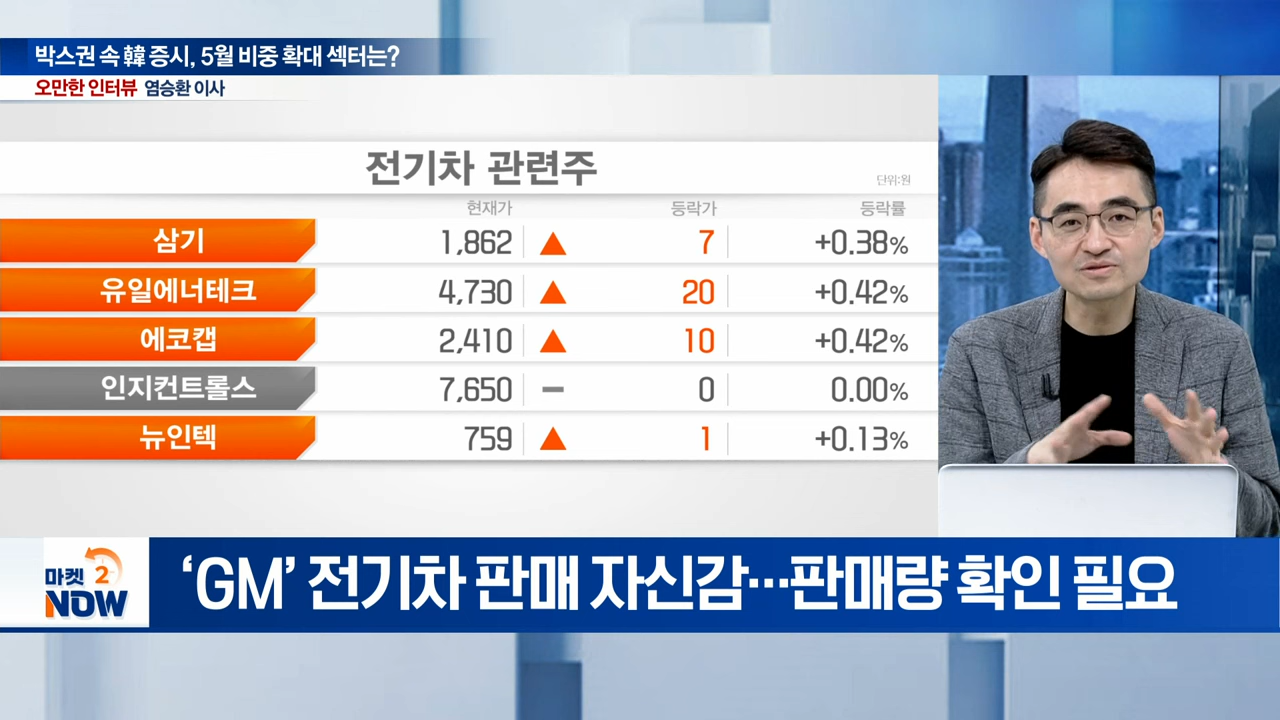 박스권 속 韓 증시, 5월 비중 확대 섹터는?
오만한 인터뷰 염승환 이사
전기차 관련주
단위:원
현재가 등락가 등락률
삼기 1,862 ▲ 7 +0.38%
유일에너테크 4,730 ▲ 20 +0.42%
에코캡 2,410 ▲ 10 +0.42%
인지컨트롤스 7,650 － 0 0.00%
뉴인텍 759 ▲ 1 +0.13%
마켓 2
NOW
‘GM’ 전기차 판매 자신감…판매량 확인 필요